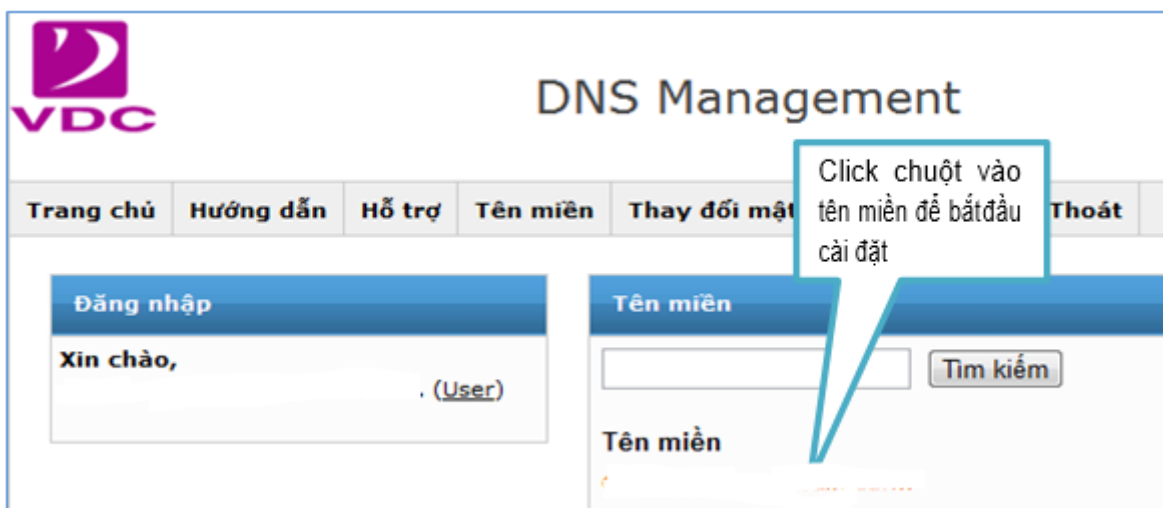 VDC
DNS Management
Trang chủ Hướng dẫn Hỗ trợ Tên miền Thay đổi mật Thoát
Click chuột vào
tên miền để bắtđầu
cài đặt
Đăng nhập
Xin chào,
. (User)
Tên miền
Tìm kiếm
Tên miền